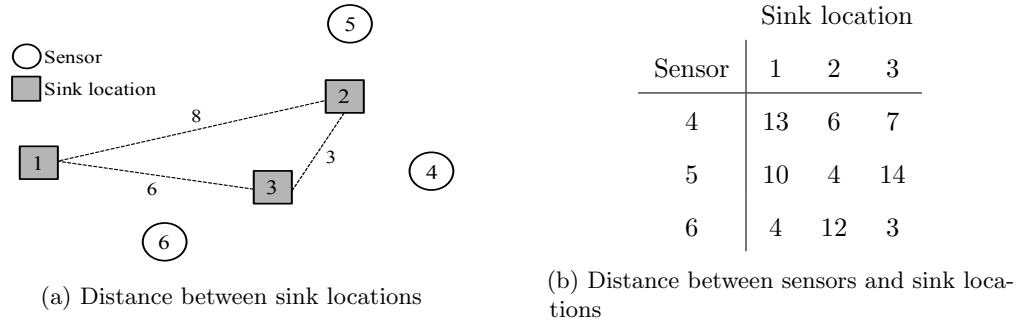 5
Sensor
Sink location
2
8
1
3
6
3
4
6
(a) Distance between sink locations
Sink location
Sensor 1 2 3
4 13 6 7
5 10 4 14
6 4 12 3
(b) Distance between sensors and sink loca-
tions